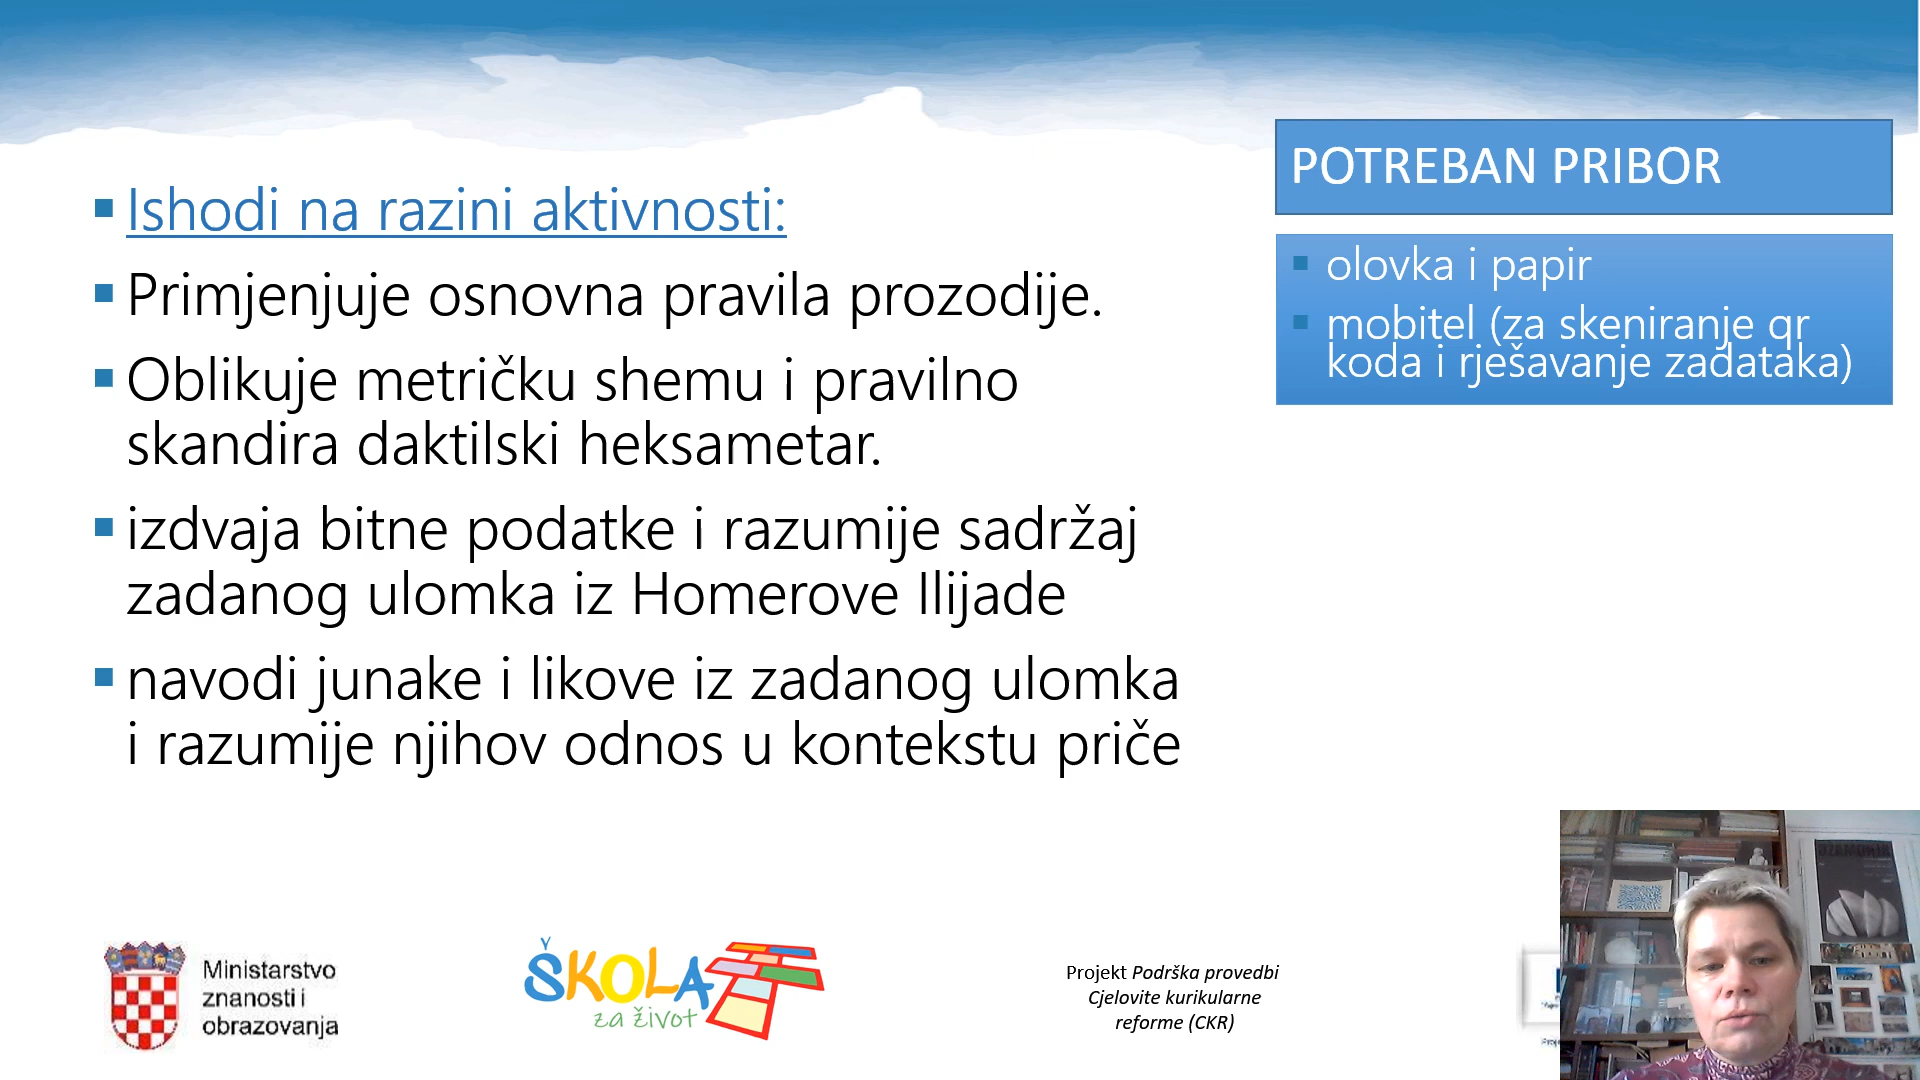 Ishodi na razini aktivnosti:
Primjenjuje osnovna pravila prozodije.
Oblikuje metričku shemu i pravilno
skandira daktilski heksametar.
izdvaja bitne podatke i razumije sadržaj
zadanog ulomka iz Homerove Ilijade
navodi junake i likove iz zadanog ulomka
i razumije njihov odnos u kontekstu priče
POTREBAN PRIBOR
olovka i papir
mobitel (za skeniranje qr
koda i rješavanje zadataka)
Ministarstvo
znanosti i
obrazovanja
ŠKOLA
za život
Projekt Podrška provedbi
Cjelovite kurikularne
reforme (CKR)